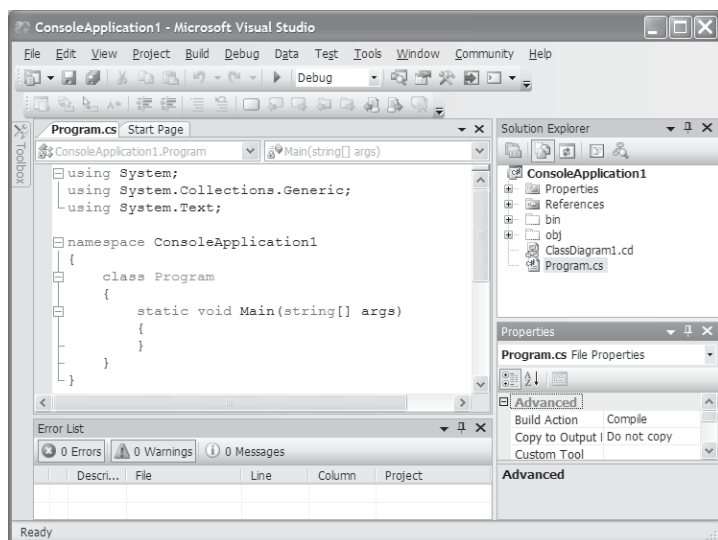 ConsoleApplication1 - Microsoft Visual Studio
File Edit View Project Build Debug Data Test Tools Window Community Help
Debug
Toolbox
Program.cs Start Page
ConsoleApplication1.Program Main(string[] args)
using System;
using System.Collections.Generic;
using System.Text;
namespace ConsoleApplication1
{
class Program
{
static void Main(string[] args)
{
}
}
}
Solution Explorer
ConsoleApplication1
Properties
References
bin
obj
ClassDiagram1.cd
Program.cs
Properties
Program.cs File Properties
Advanced
Build Action Compile
Copy to Output Do not copy
Custom Tool
Advanced
Error List
0 Errors 0 Warnings 0 Messages
Descri... File Line Column Project
Ready